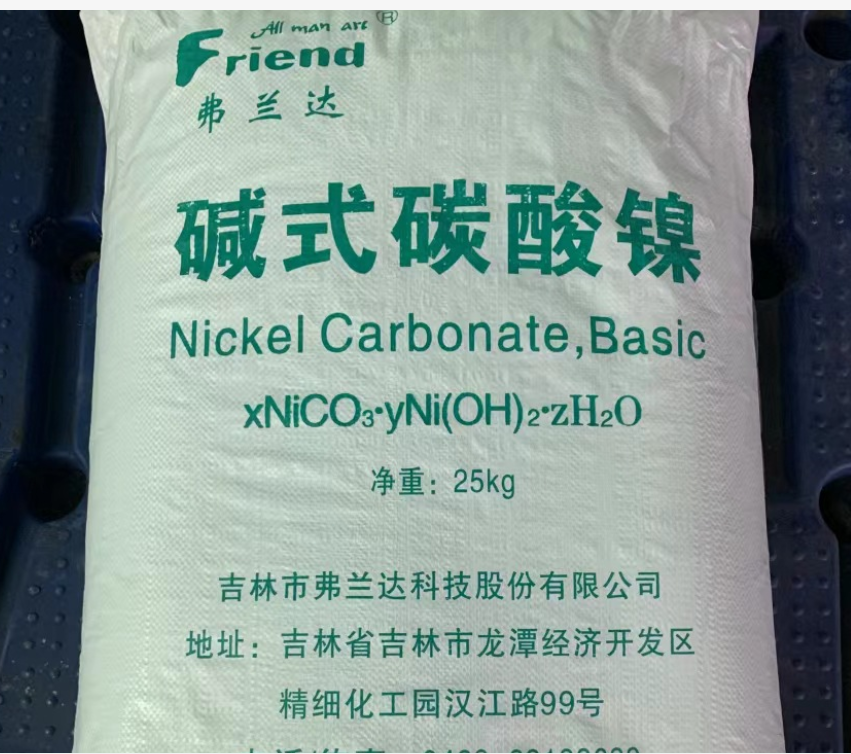 All man are ®
Friend
弗兰达
碱式碳酸镍
Nickel Carbonate,Basic
xNiCO₃·yNi(OH)₂·zH₂O
净重：25kg
吉林市弗兰达科技股份有限公司
地址：吉林省吉林市龙潭经济开发区
精细化工园汉江路99号